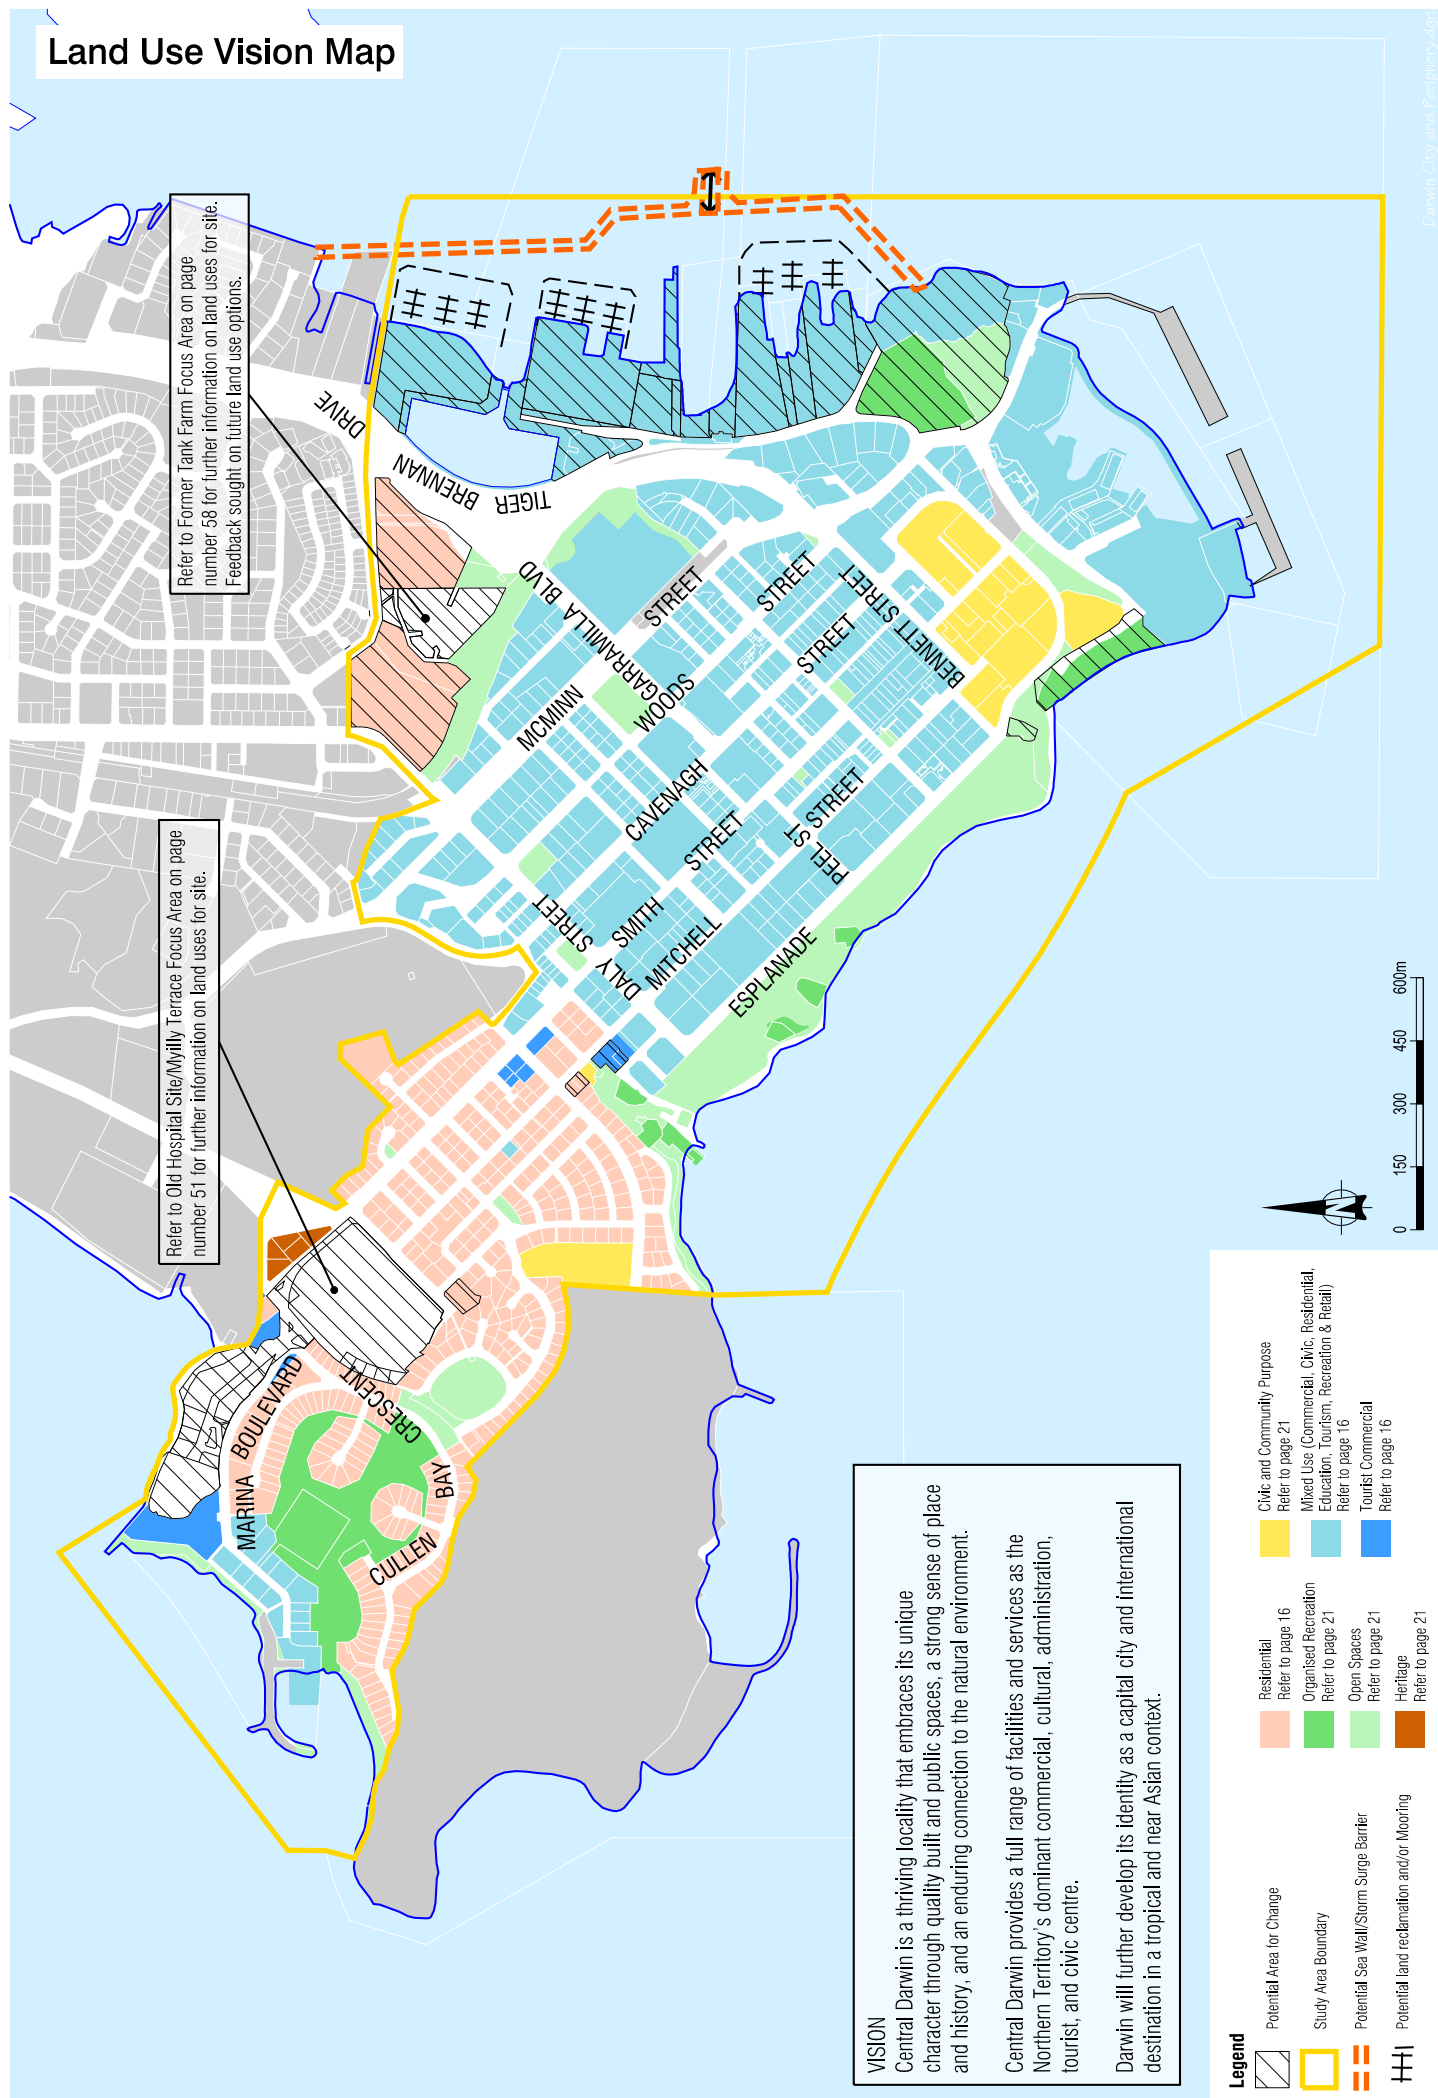 Land Use Vision Map
Darwin City and Periphery.dgn
Refer to Former Tank Farm Focus Area on page
number 58 for further information on land uses for site.
Feedback sought on future land use options.
Refer to Old Hospital Site/Myilly Terrace Focus Area on page
number 51 for further information on land uses for site.
TIGER BRENNAN DRIVE
GARRAMILLA BLVD
MCMINN STREET
WOODS STREET
CAVENAGH STREET
SMITH STREET
MITCHELL STREET
BENNETT STREET
PEEL ST
DALY STREET
ESPLANADE
MARINA BOULEVARD
CULLEN BAY CRESCENT
VISION
Central Darwin is a thriving locality that embraces its unique
character through quality built and public spaces, a strong sense of place
and history, and an enduring connection to the natural environment.
Central Darwin provides a full range of facilities and services as the
Northern Territory's dominant commercial, cultural, administration,
tourist, and civic centre.
Darwin will further develop its identity as a capital city and international
destination in a tropical and near Asian context.
Legend
Potential Area for Change
Study Area Boundary
Potential Sea Wall/Storm Surge Barrier
Potential land reclamation and/or Mooring
Residential
Refer to page 16
Organised Recreation
Refer to page 21
Open Spaces
Refer to page 21
Heritage
Refer to page 21
Civic and Community Purpose
Refer to page 21
Mixed Use (Commercial, Civic, Residential,
Education, Tourism, Recreation & Retail)
Refer to page 16
Tourist Commercial
Refer to page 16
N
0 150 300 450 600m